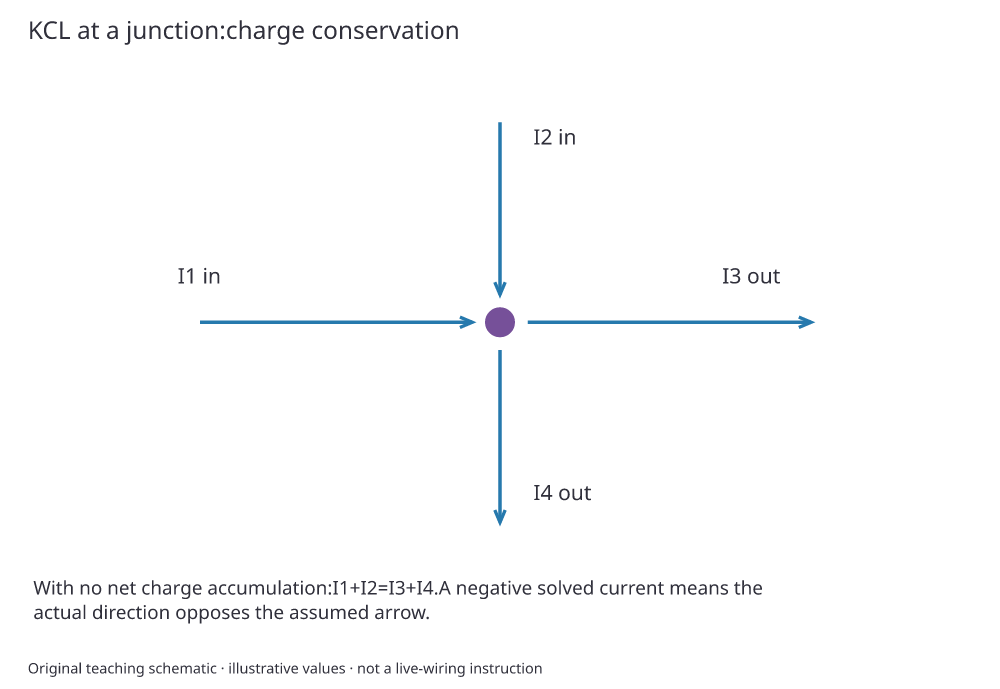 KCL at a junction:charge conservation
I2 in
I1 in
I3 out
I4 out
With no net charge accumulation:I1+I2=I3+I4.A negative solved current means the
actual direction opposes the assumed arrow.
Original teaching schematic · illustrative values · not a live-wiring instruction